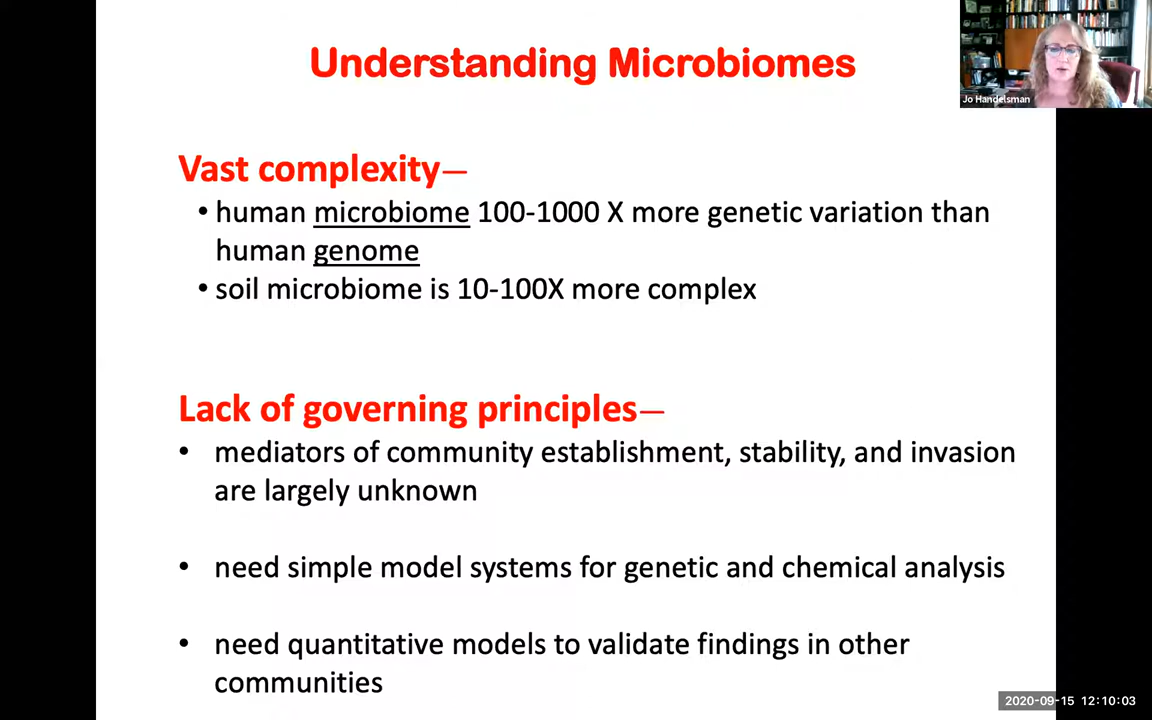 Understanding Microbiomes
Jo Handelsman
Vast complexity—
• human microbiome 100-1000 X more genetic variation than
human genome
• soil microbiome is 10-100X more complex
Lack of governing principles—
• mediators of community establishment, stability, and invasion
are largely unknown
• need simple model systems for genetic and chemical analysis
• need quantitative models to validate findings in other
communities
2020-09-15 12:10:03